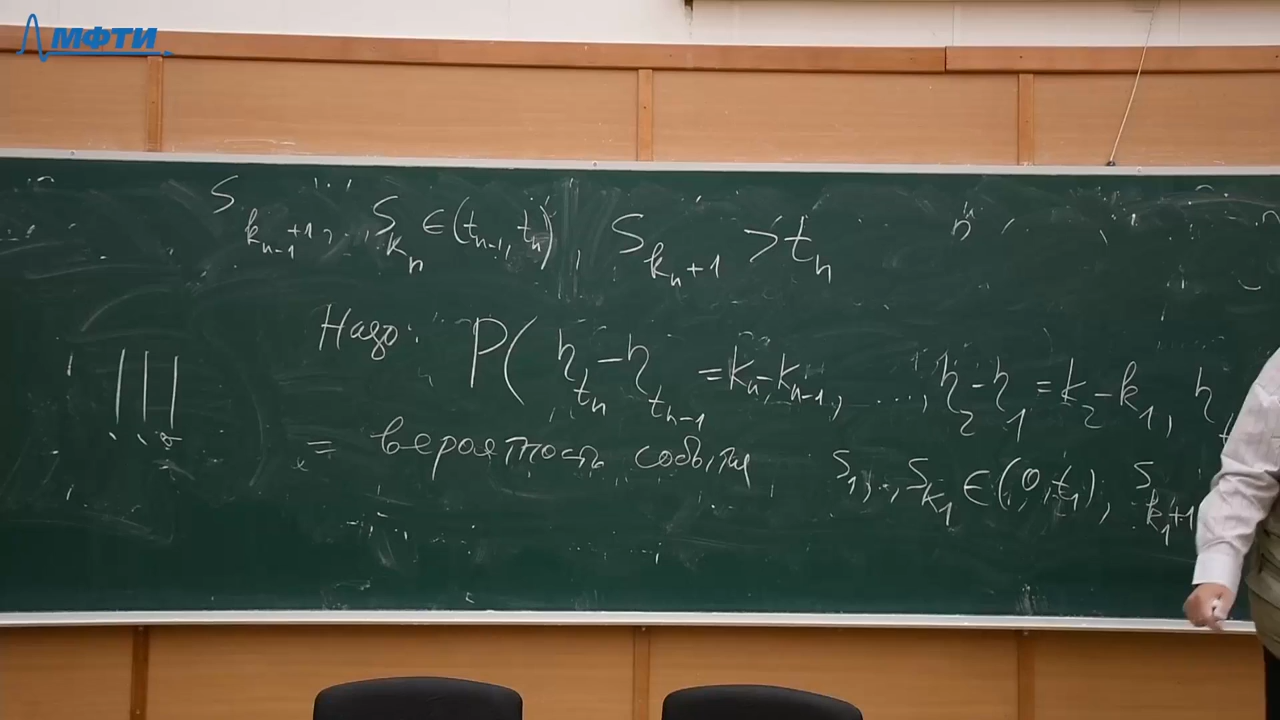 МФТИ
S_{k_{n-1}+1}, .., S_{k_n} ∈ (t_{n-1}, t_n), S_{k_n+1} > t_n
Надо: P( η_{t_n} - η_{t_{n-1}} = k_n - k_{n-1}, ..., η_2 - η_1 = k_2 - k_1, η
= вероятность события S_1, .., S_{k_1} ∈ (0, t_1), S_{k_1+1}